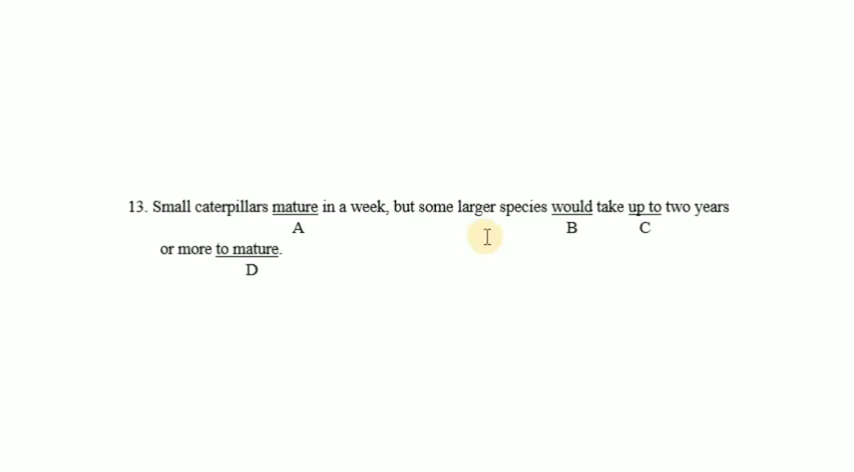 13. Small caterpillars mature in a week, but some larger species would take up to two years
A B C
or more to mature.
D